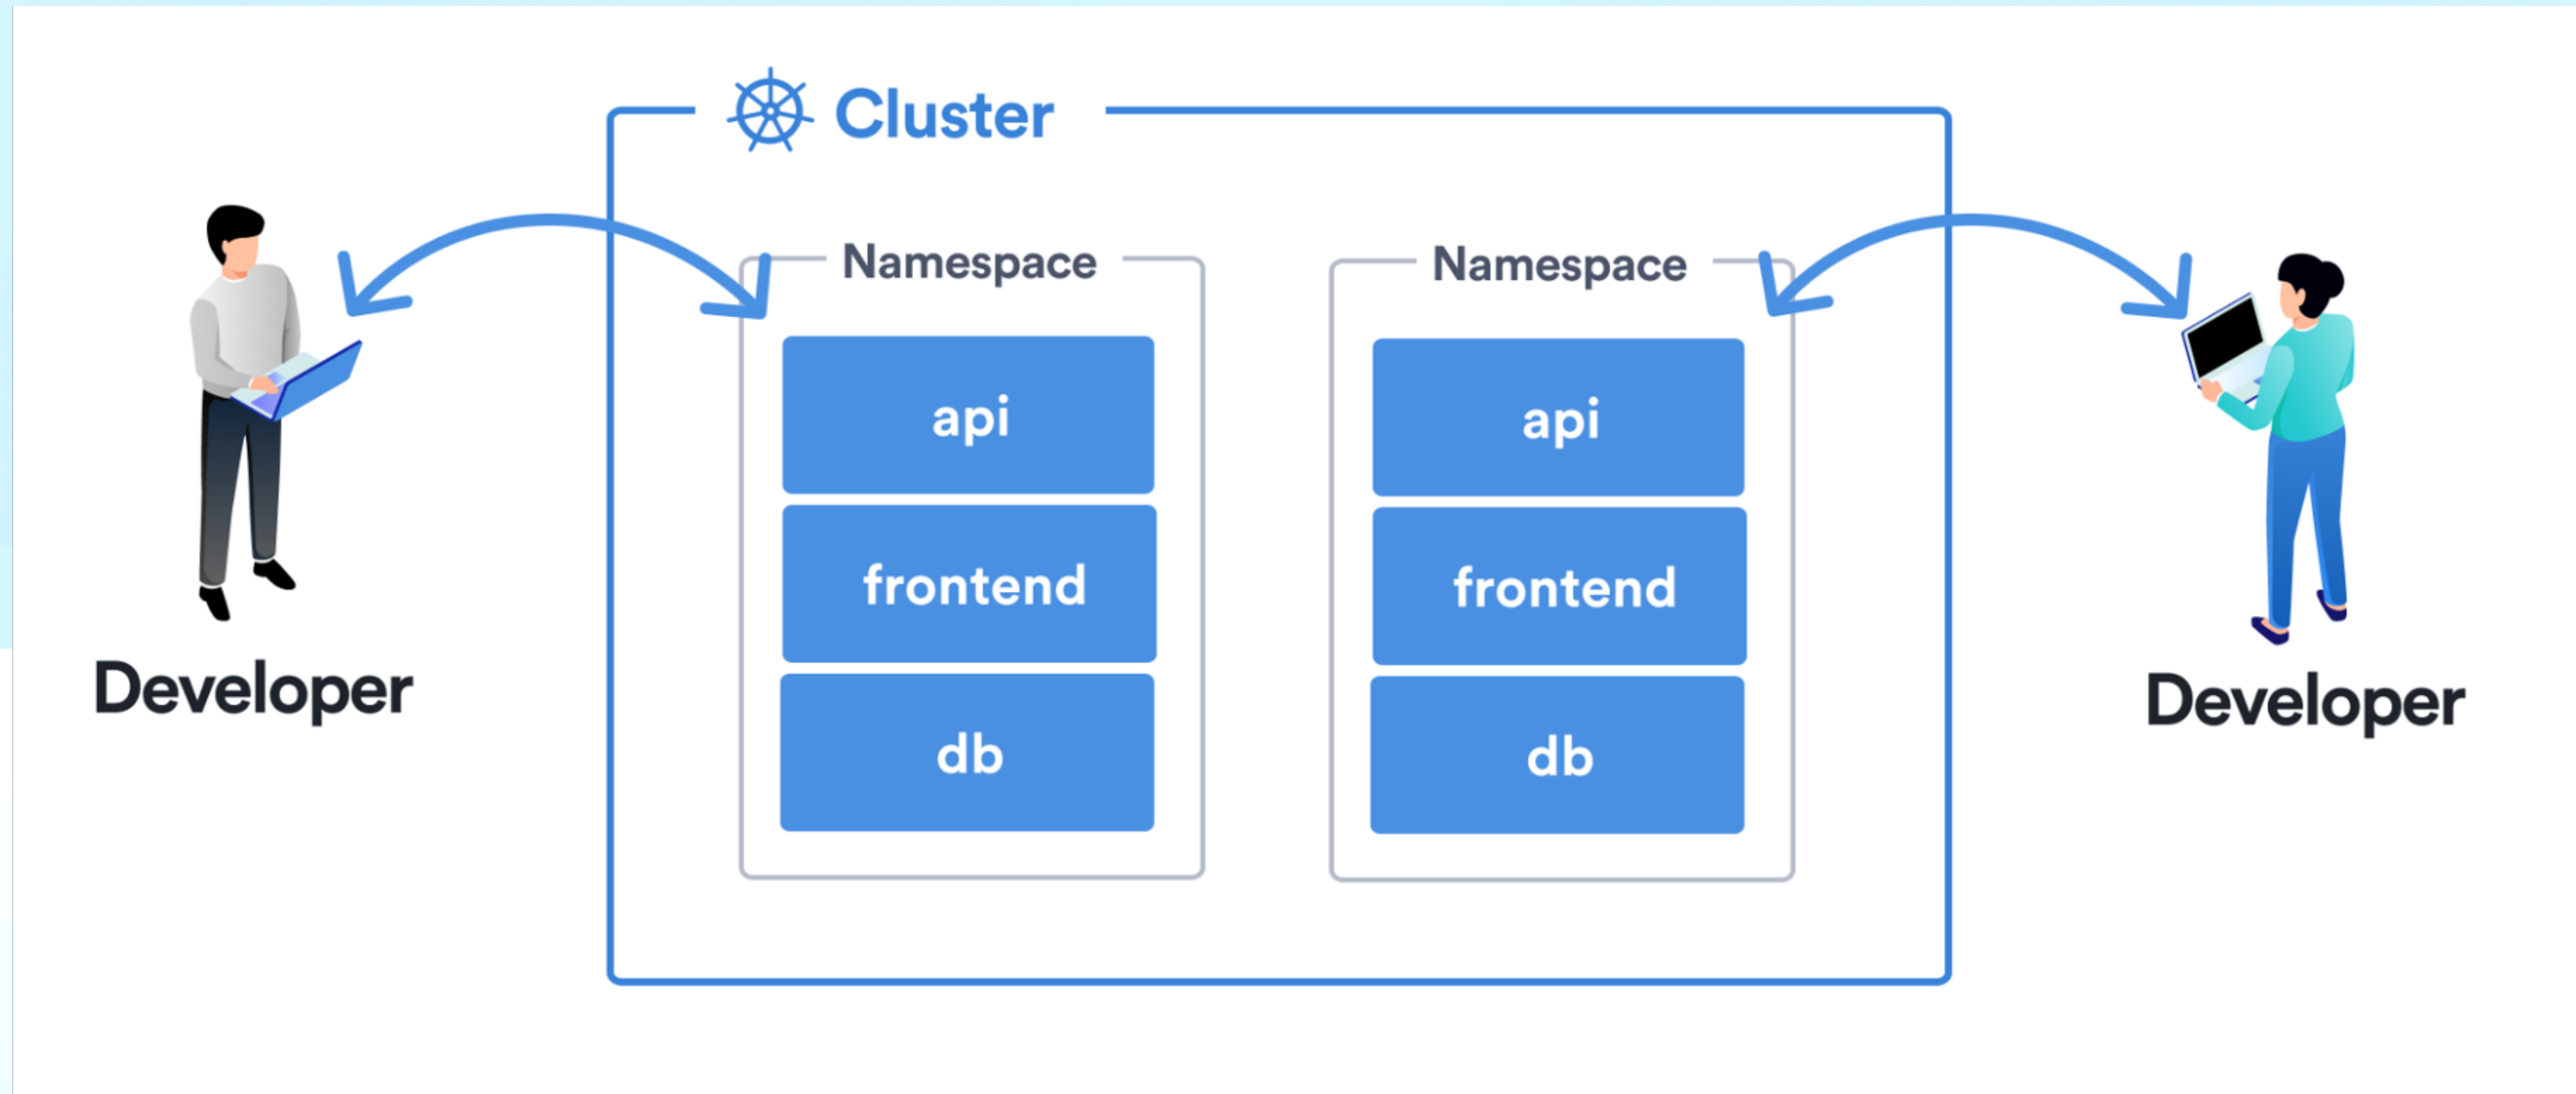 Cluster
Namespace
api
frontend
db
Namespace
api
frontend
db
Developer
Developer